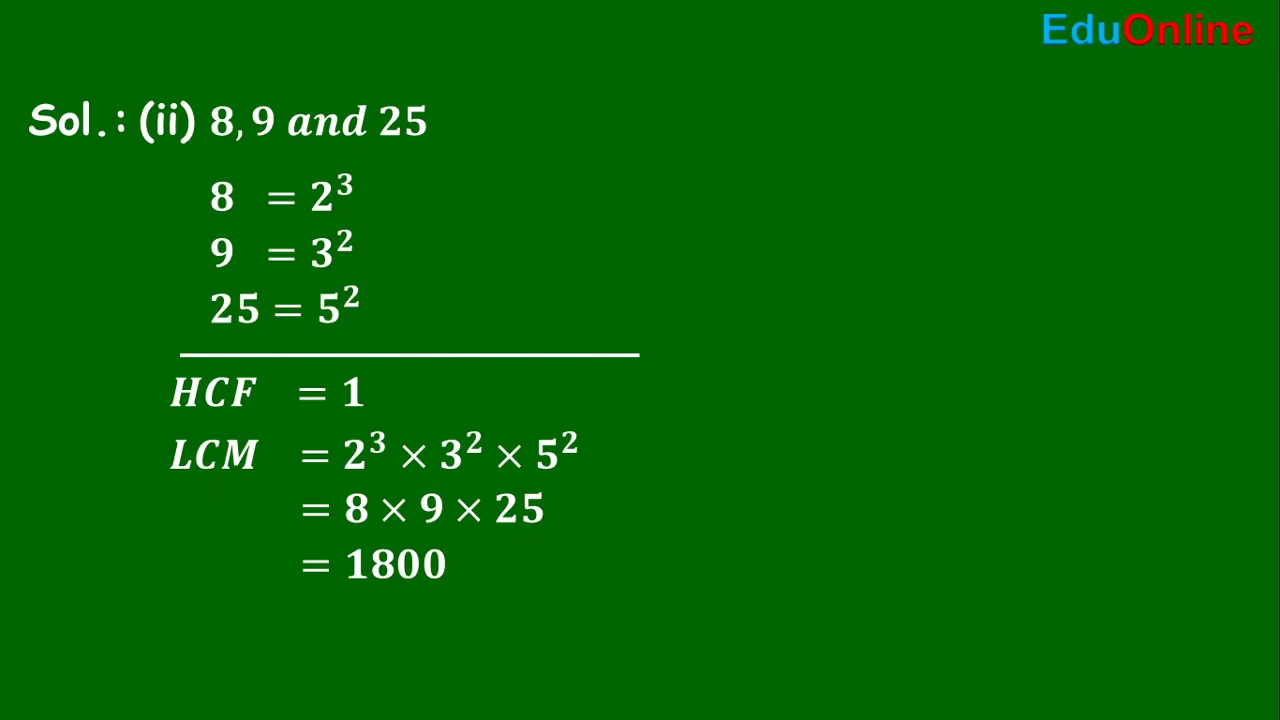 EduOnline
Sol.: (ii) 8, 9 and 25
8 = 2³
9 = 3²
25 = 5²
HCF = 1
LCM = 2³ × 3² × 5²
= 8 × 9 × 25
= 1800